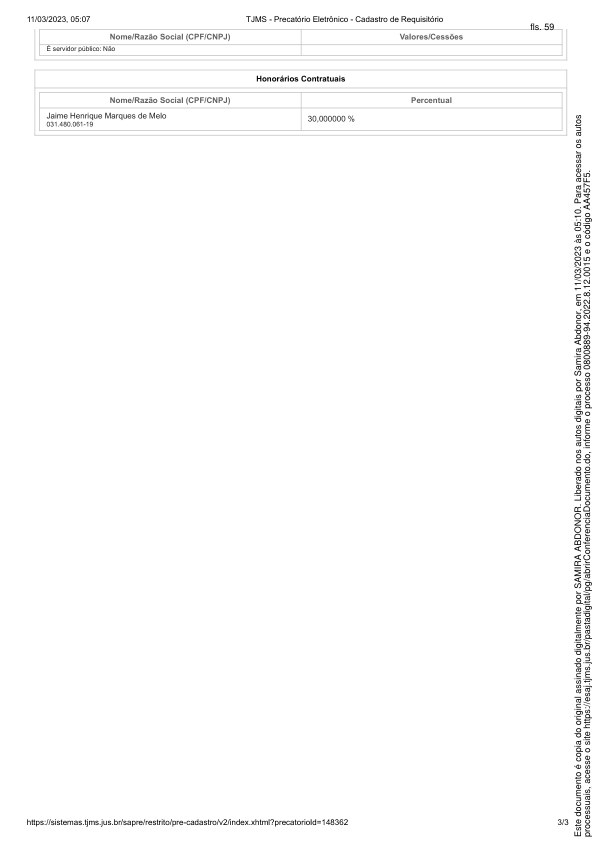 11/03/2023, 05:07
TJMS - Precatório Eletrônico - Cadastro de Requisitório
fls. 59
Nome/Razão Social (CPF/CNPJ)
Valores/Cessões
É servidor público: Não
Honorários Contratuais
Nome/Razão Social (CPF/CNPJ)
Percentual
Jaime Henrique Marques de Melo
031.480.061-19
30,000000 %
Este documento é copia do original assinado digitalmente por SAMIRA ABDONOR. Liberado nos autos digitais por Samira Abdonor, em 11/03/2023 às 05:10. Para acessar os autos
processuais, acesse o site https://esaj.tjms.jus.br/pastadigital/pg/abrirConferenciaDocumento.do, informe o processo 0800889-94.2022.8.12.0015 e o código AA457F5.
https://sistemas.tjms.jus.br/sapre/restrito/pre-cadastro/v2/index.xhtml?precatorioId=148362
3/3